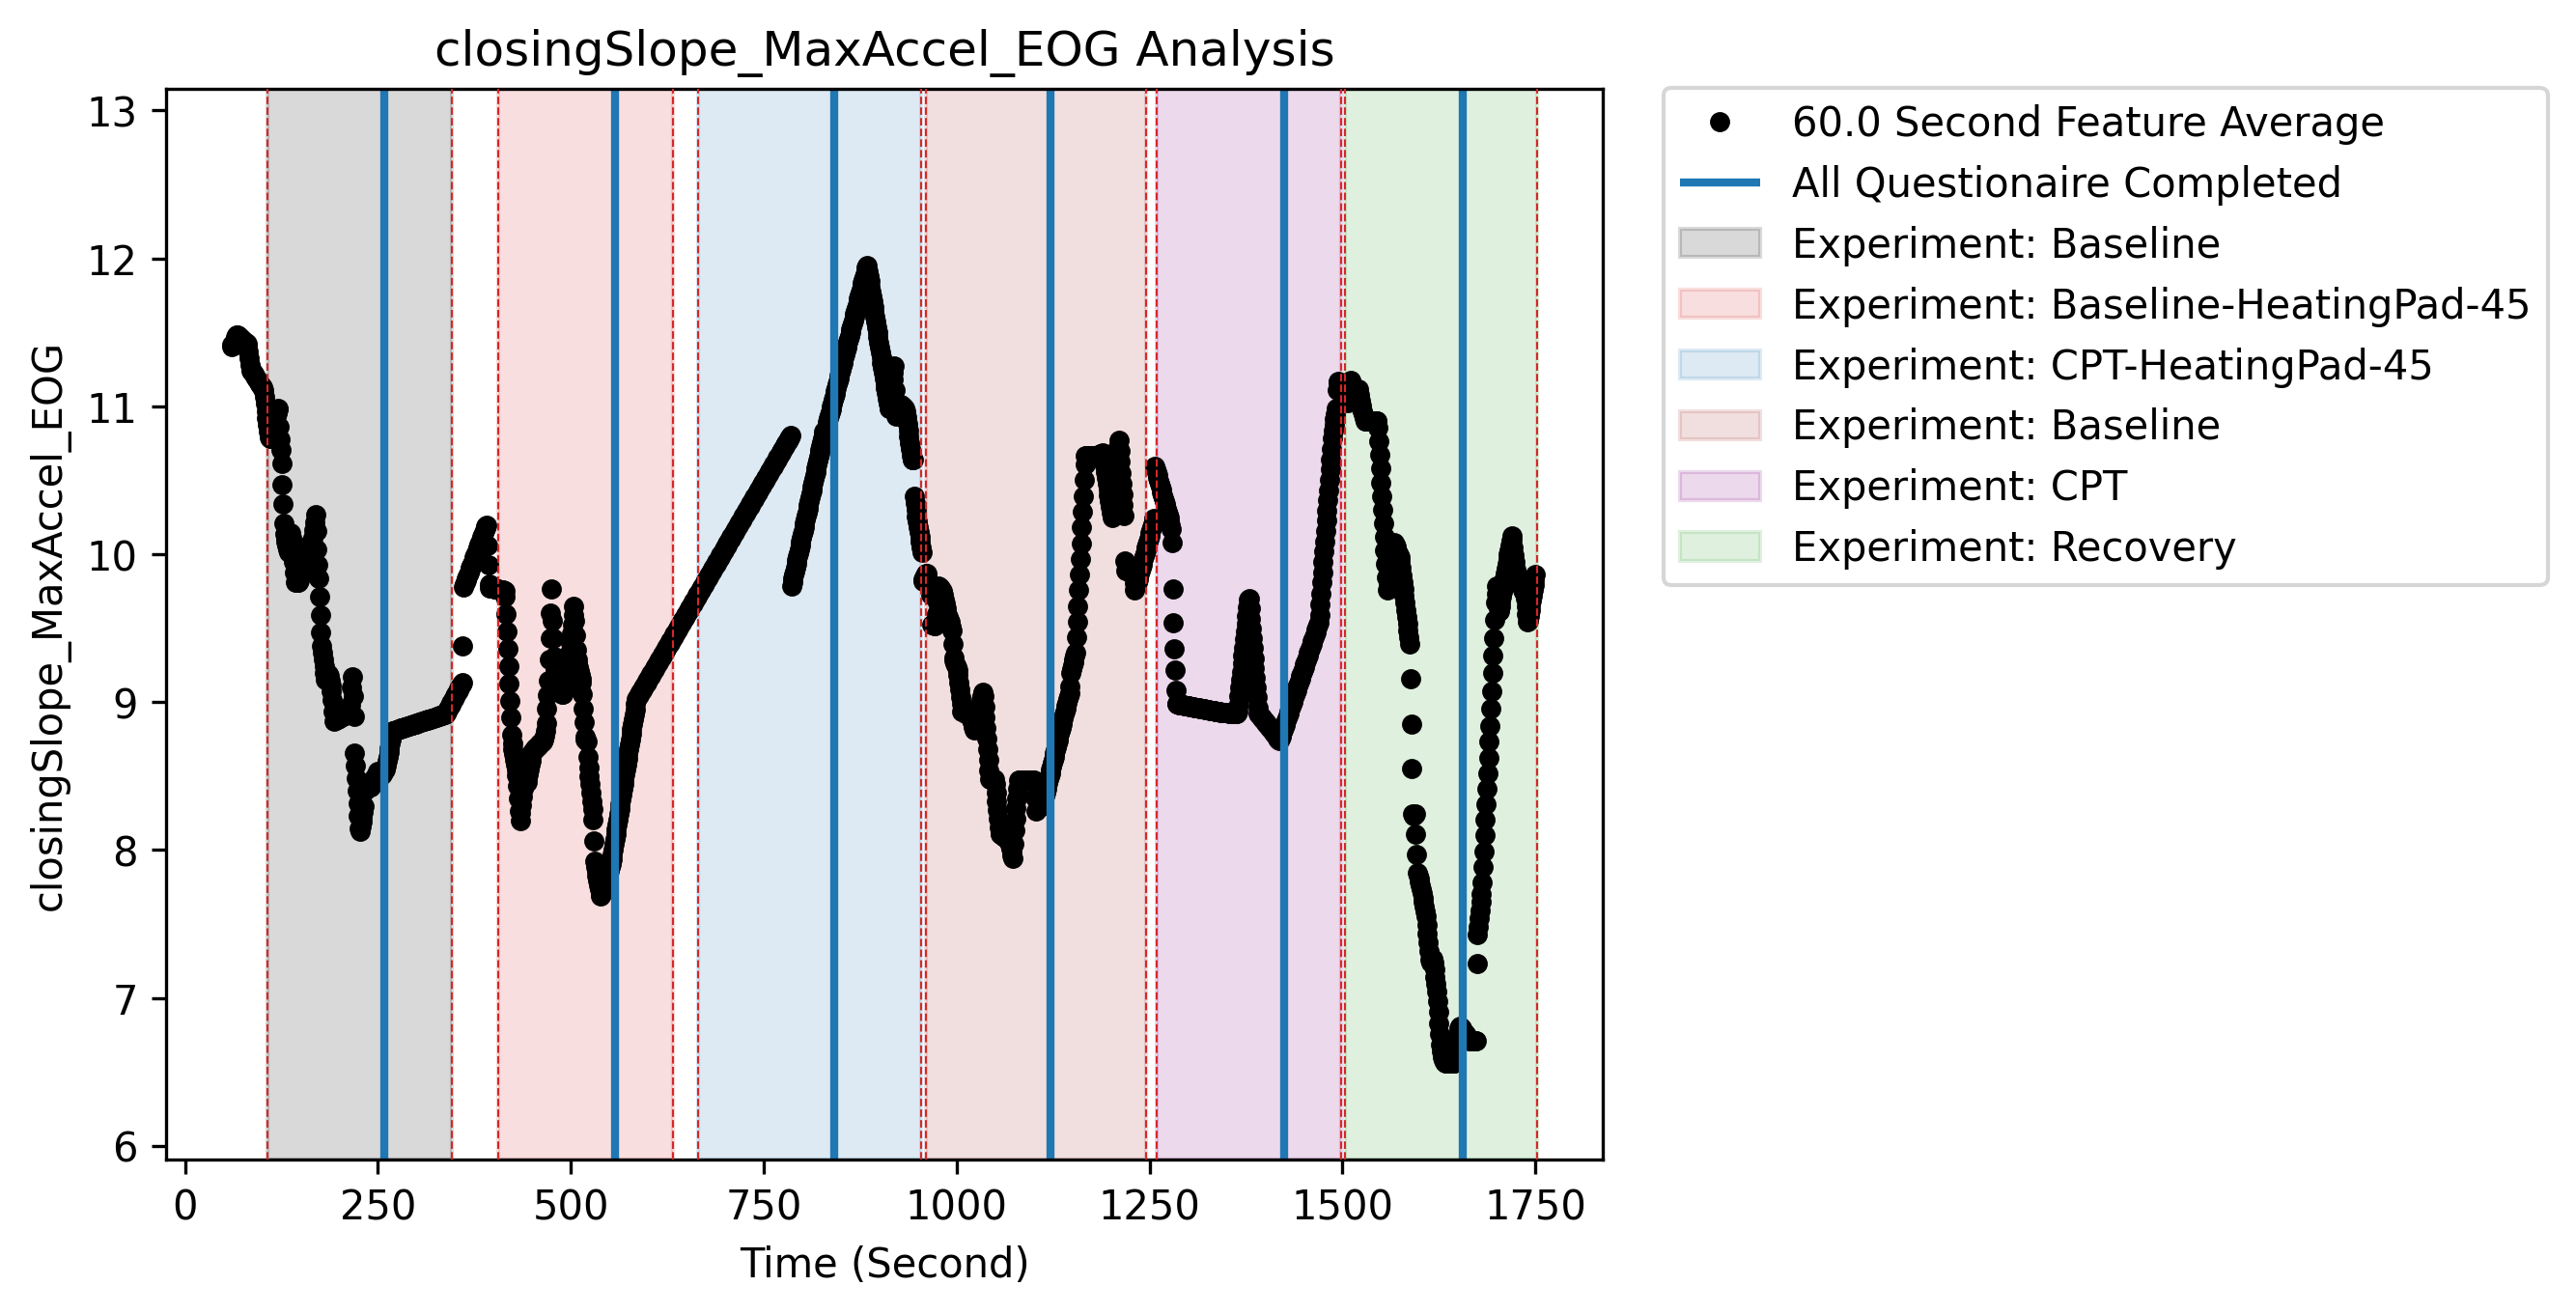 closingSlope_MaxAccel_EOG Analysis
closingSlope_MaxAccel_EOG
13
12
11
10
9
8
7
6
0 250 500 750 1000 1250 1500 1750
Time (Second)
60.0 Second Feature Average
All Questionaire Completed
Experiment: Baseline
Experiment: Baseline-HeatingPad-45
Experiment: CPT-HeatingPad-45
Experiment: Baseline
Experiment: CPT
Experiment: Recovery